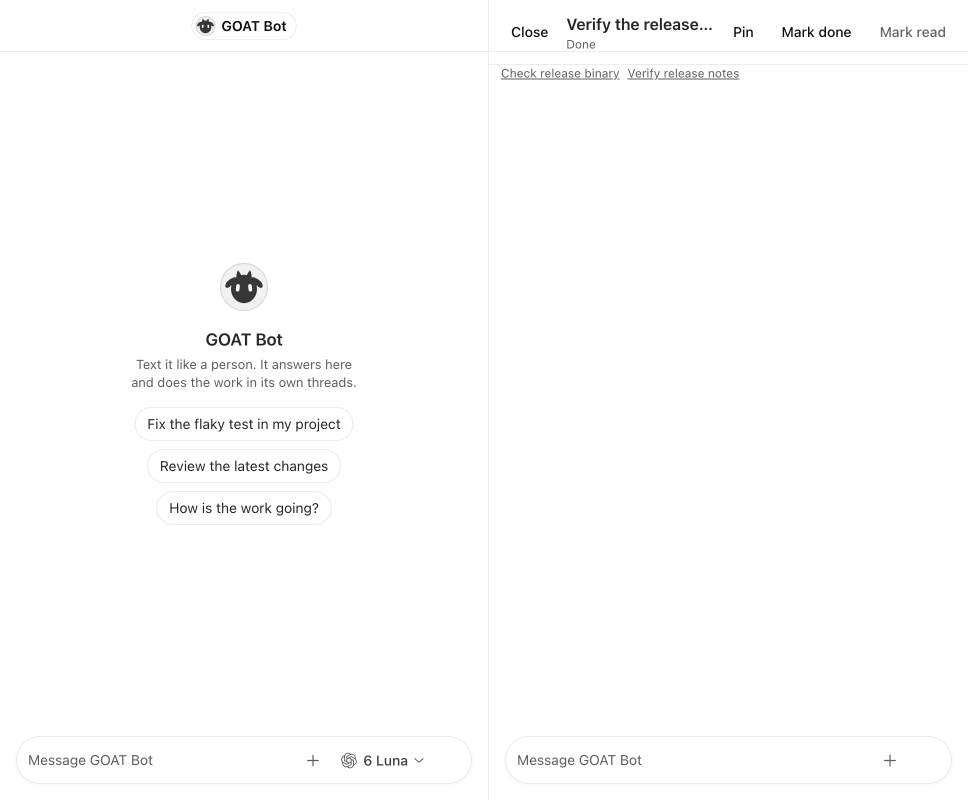 GOAT Bot
GOAT Bot
Text it like a person. It answers here
and does the work in its own threads.
Fix the flaky test in my project
Review the latest changes
How is the work going?
Message GOAT Bot
6 Luna
Close
Verify the release...
Done
Pin
Mark done
Mark read
Check release binary Verify release notes
Message GOAT Bot